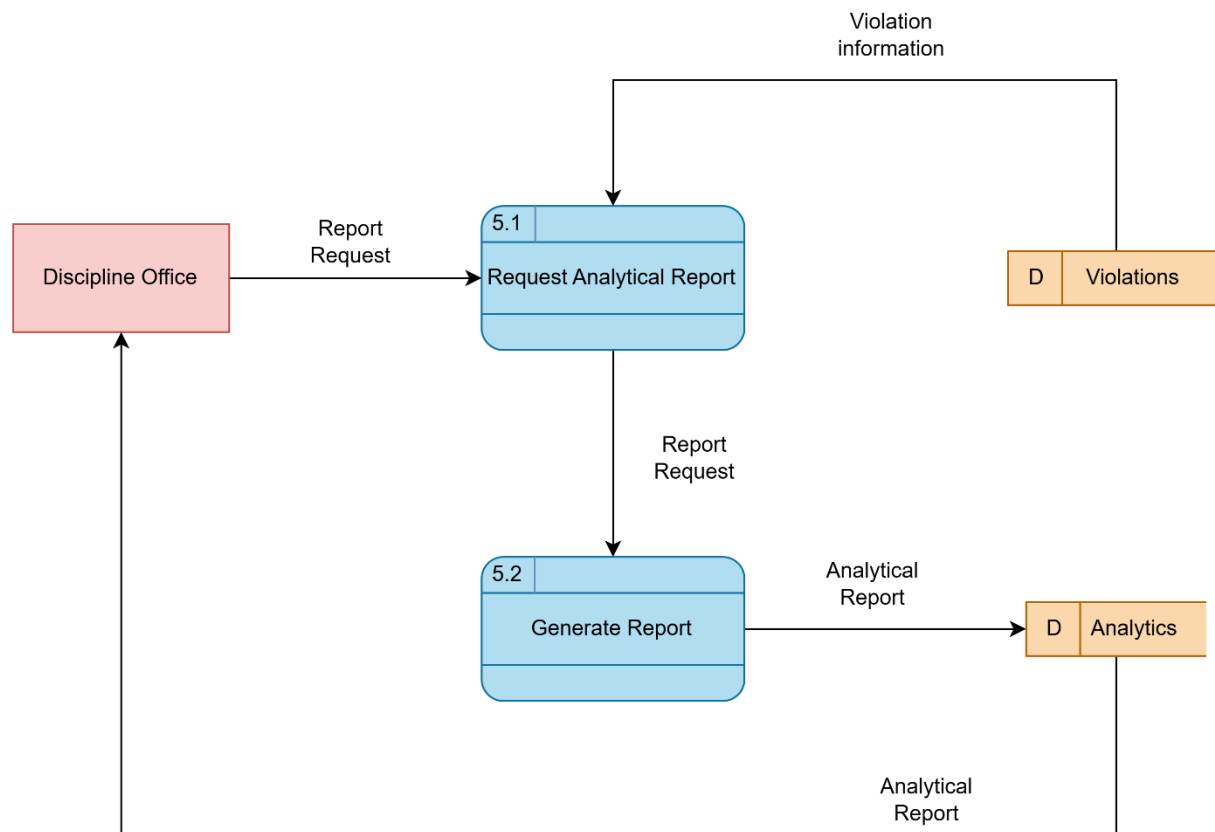 Violation
information
5.1
Report
Request
Discipline Office
Request Analytical Report
D
Violations
Report
Request
5.2
Analytical
Report
Generate Report
D
Analytics
Analytical
Report